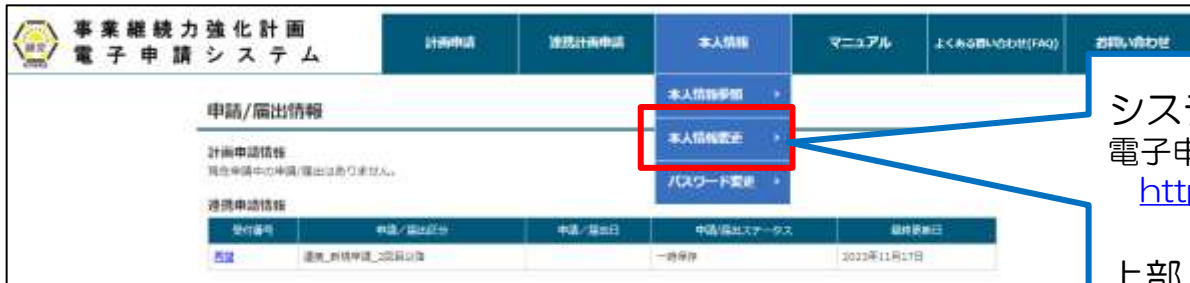 事業継続力強化計画
電子申請システム
計画申請
連携計画申請
本人情報
マニュアル
よくある問い合わせ(FAQ)
お問い合わせ
本人情報参照
本人情報変更
パスワード変更
申請/届出情報
計画申請情報
現在申請中の申請/届出はありません。
連携申請情報
受付番号 申請/届出区分 申請/届出日 申請/届出ステータス 最終更新日
連携_新規申請_2回目以降 一時保存 2023年11月17日
システ
電子申
http
上部